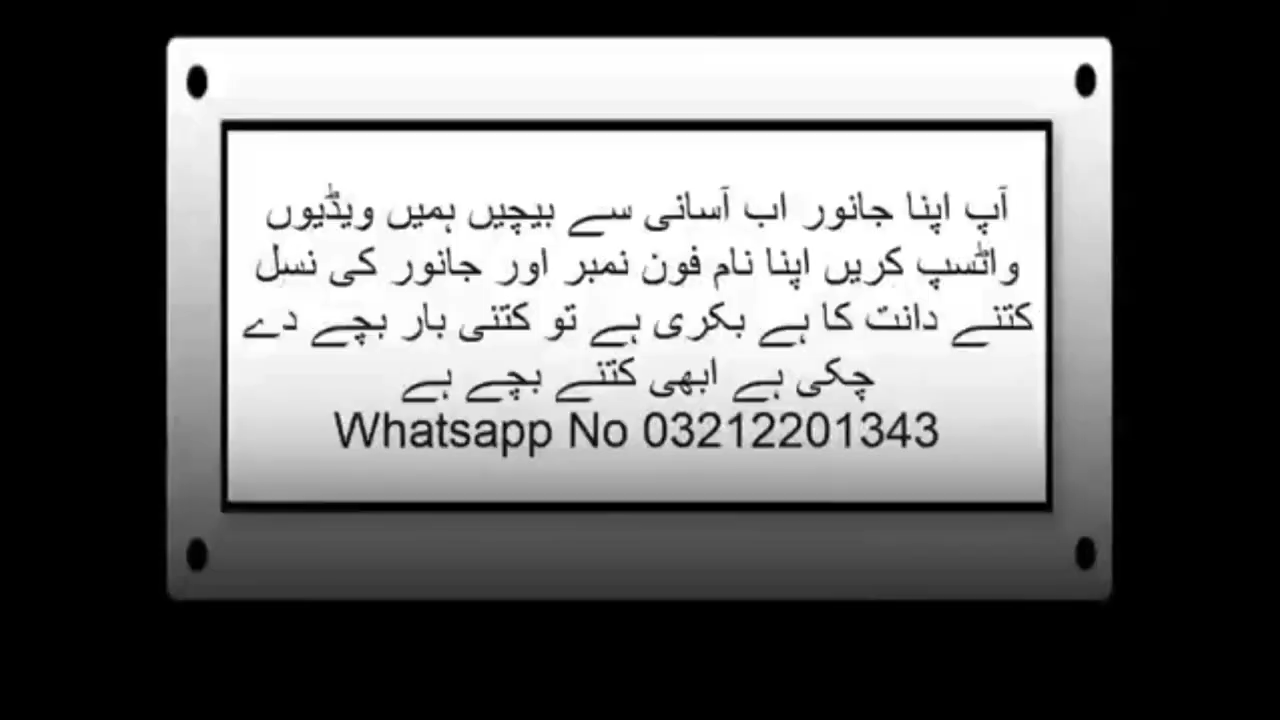 آپ اپنا جانور اب آسانی سے بیچیں ہمیں ویڈیوں
واٹسپ کریں اپنا نام فون نمبر اور جانور کی نسل
کتنے دانت کا ہے بکری ہے تو کتنی بار بچے دے
چکی ہے ابھی کتنے بچے ہے
Whatsapp No 03212201343